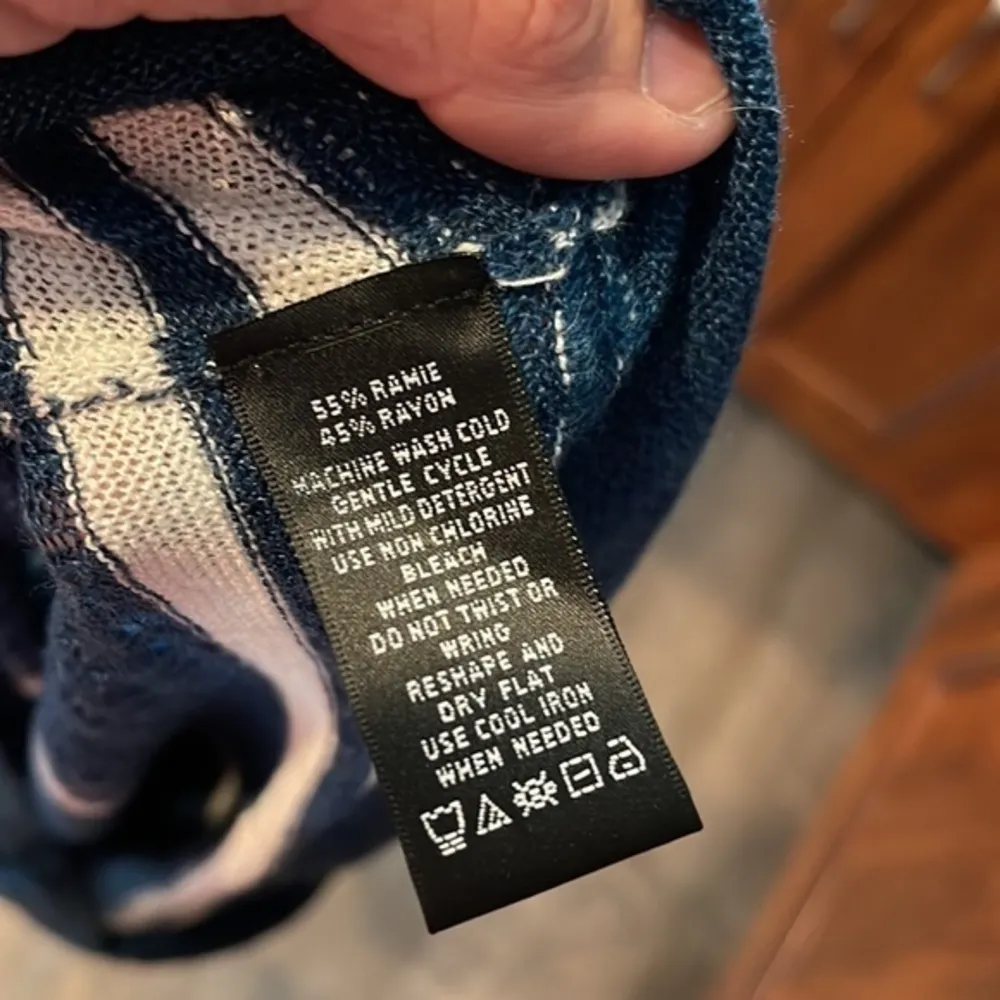 55% RAMIE
45% RAYON
MACHINE WASH COLD
GENTLE CYCLE
WITH MILD DETERGENT
USE NON CHLORINE
BLEACH
WHEN NEEDED
DO NOT TWIST OR
WRING
RESHAPE AND
DRY FLAT
USE COOL IRON
WHEN NEEDED